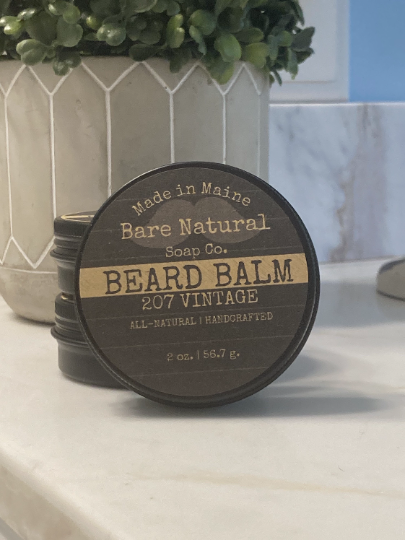 Made in Maine
Bare Natural
Soap Co.
BEARD BALM
207 VINTAGE
ALL-NATURAL | HANDCRAFTED
2 oz. | 56.7 g.